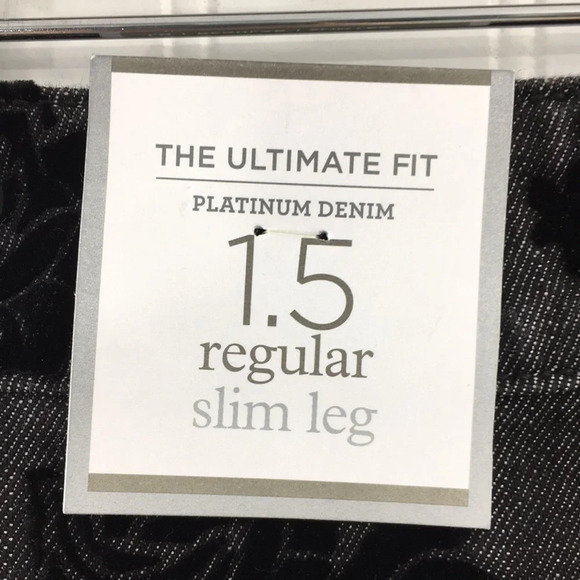 THE ULTIMATE FIT
PLATINUM DENIM
1.5
regular
slim leg